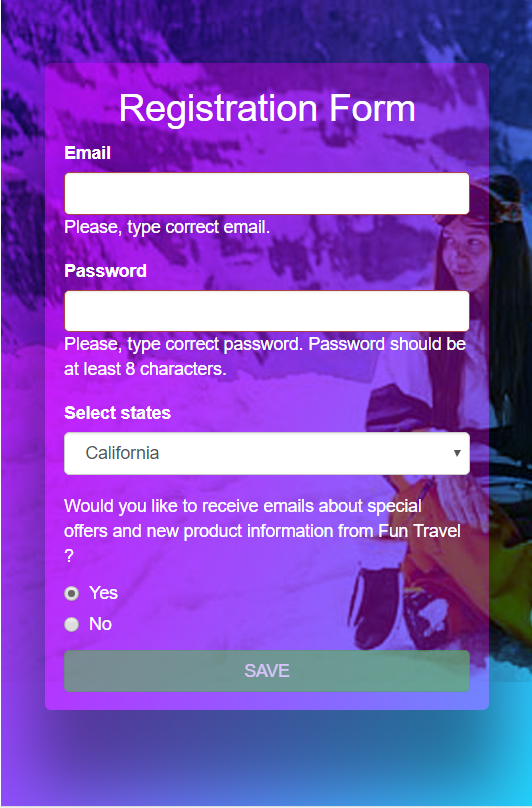 Registration Form
Email
Please, type correct email.
Password
Please, type correct password. Password should be
at least 8 characters.
Select states
California
Would you like to receive emails about special
offers and new product information from Fun Travel
?
Yes
No
SAVE